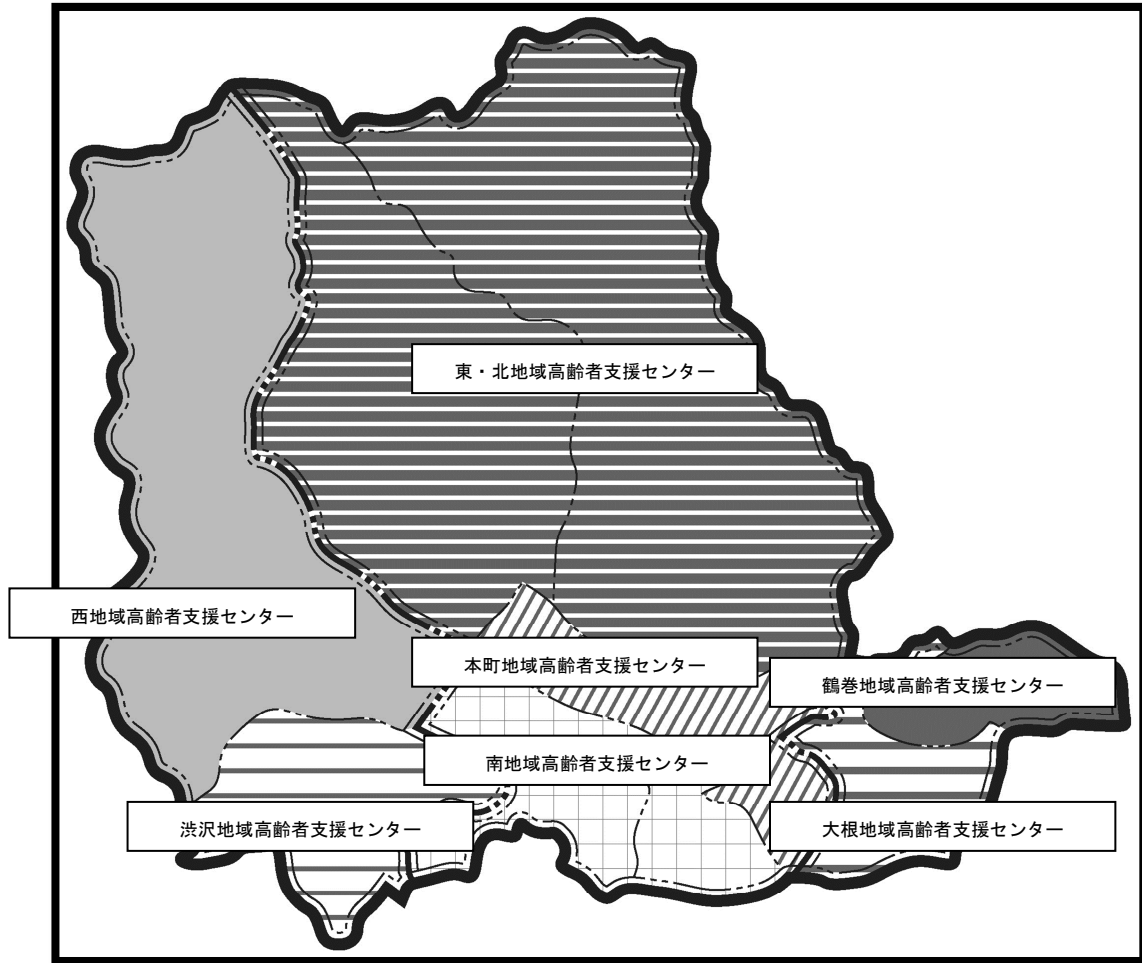 東・北地域高齢者支援センター
西地域高齢者支援センター
本町地域高齢者支援センター
鶴巻地域高齢者支援センター
南地域高齢者支援センター
渋沢地域高齢者支援センター
大根地域高齢者支援センター